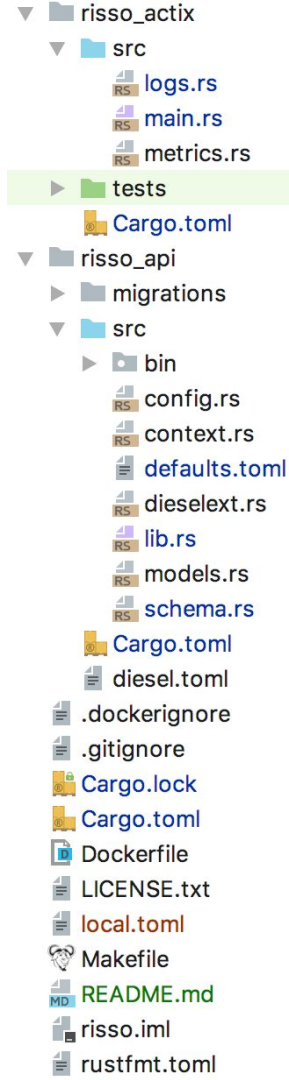 risso_actix
src
logs.rs
main.rs
metrics.rs
tests
Cargo.toml
risso_api
migrations
src
bin
config.rs
context.rs
defaults.toml
dieselext.rs
lib.rs
models.rs
schema.rs
Cargo.toml
diesel.toml
.dockerignore
.gitignore
Cargo.lock
Cargo.toml
Dockerfile
LICENSE.txt
local.toml
Makefile
README.md
risso.iml
rustfmt.toml